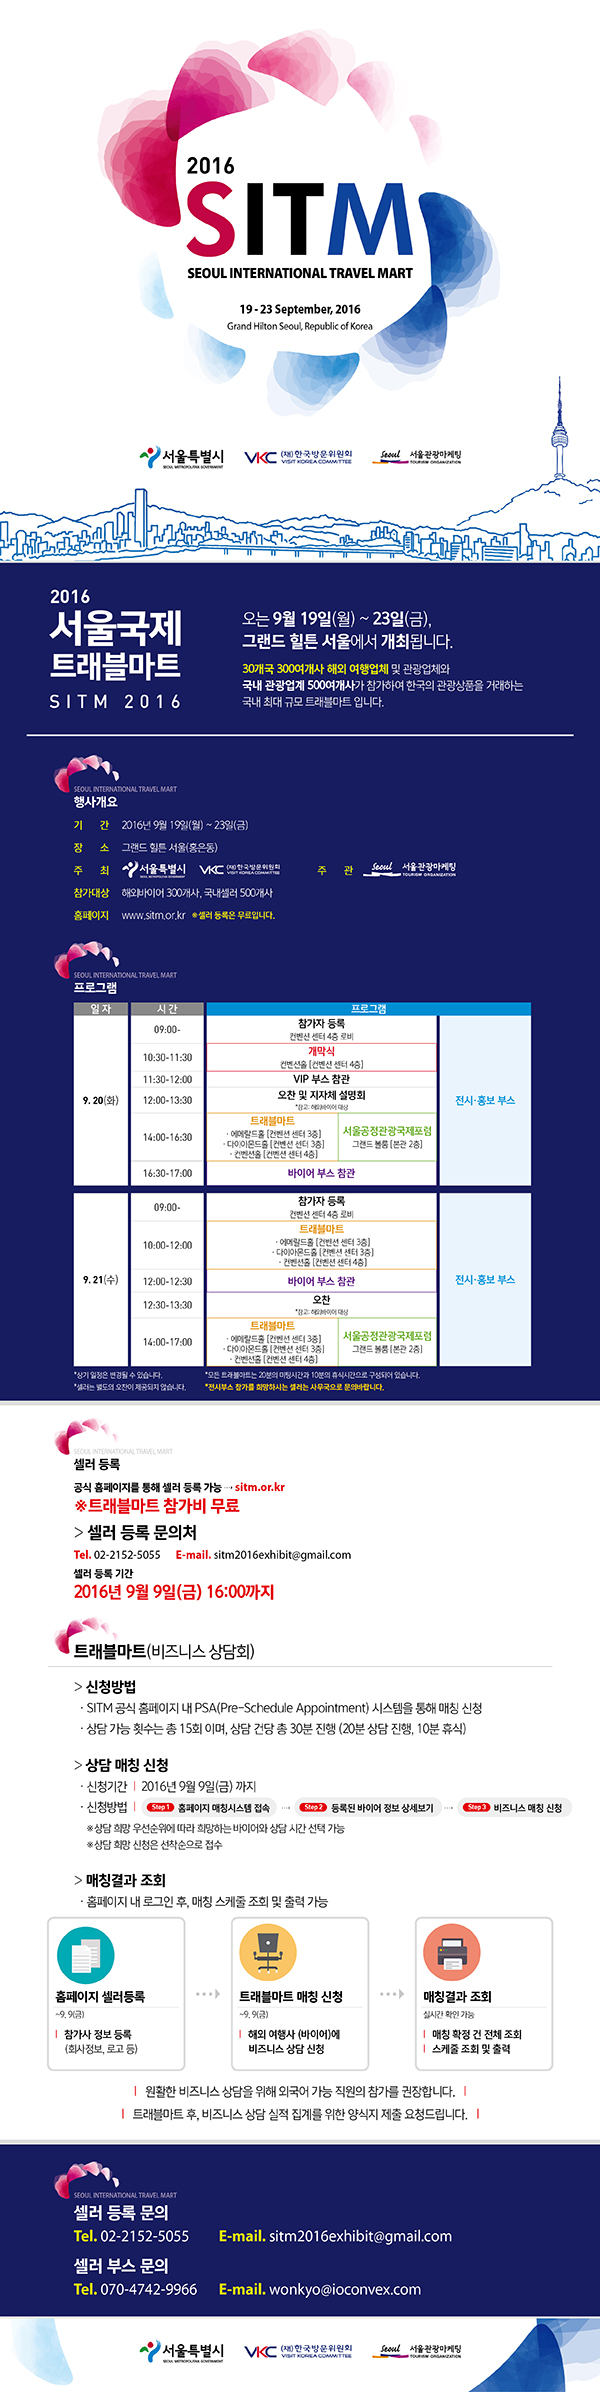 2016
SITM
SEOUL INTERNATIONAL TRAVEL MART
19 - 23 September, 2016
Grand Hilton Seoul, Republic of Korea
서울특별시 VKC (재)한국방문위원회 Seoul 서울관광마케팅
SEOUL METROPOLITAN GOVERNMENT VISIT KOREA COMMITTEE TOURISM ORGANIZATION
2016
서울국제
트래블마트
SITM 2016
오는 9월 19일(월) ~ 23일(금),
그랜드 힐튼 서울에서 개최됩니다.
30개국 300여개사 해외 여행업체 및 관광업체와
국내 관광업계 500여개사가 참가하여 한국의 관광상품을 거래하는
국내 최대 규모 트래블마트 입니다.
SEOUL INTERNATIONAL TRAVEL MART
행사개요
기 간 2016년 9월 19일(월) ~ 23일(금)
장 소 그랜드 힐튼 서울(홍은동)
주 최 서울특별시 VKC (재)한국방문위원회 주 관 Seoul 서울관광마케팅
SEOUL METROPOLITAN GOVERNMENT VISIT KOREA COMMITTEE TOURISM ORGANIZATION
참가대상 해외바이어 300개사, 국내셀러 500개사
홈페이지 www.sitm.or.kr ※셀러 등록은 무료입니다.
SEOUL INTERNATIONAL TRAVEL MART
프로그램
일 자 시 간 프로그램
9. 20(화)
09:00- 참가자 등록
컨벤션 센터 4층 로비
10:30-11:30 개막식
컨벤션홀 [컨벤션 센터 4층]
11:30-12:00 VIP 부스 참관
12:00-13:30 오찬 및 지자체 설명회
*참고: 해외바이어 대상
전시·홍보 부스
14:00-16:30 트래블마트
· 에메랄드홀 [컨벤션 센터 3층]
· 다이아몬드홀 [컨벤션 센터 3층]
· 컨벤션홀 [컨벤션 센터 4층]
서울공정관광국제포럼
그랜드 볼룸 [본관 2층]
16:30-17:00 바이어 부스 참관
9. 21(수)
09:00- 참가자 등록
컨벤션 센터 4층 로비
10:00-12:00 트래블마트
· 에메랄드홀 [컨벤션 센터 3층]
· 다이아몬드홀 [컨벤션 센터 3층]
· 컨벤션홀 [컨벤션 센터 4층]
12:00-12:30 바이어 부스 참관
전시·홍보 부스
12:30-13:30 오찬
*참고: 해외바이어 대상
14:00-17:00 트래블마트
· 에메랄드홀 [컨벤션 센터 3층]
· 다이아몬드홀 [컨벤션 센터 3층]
· 컨벤션홀 [컨벤션 센터 4층]
서울공정관광국제포럼
그랜드 볼룸 [본관 2층]
*상기 일정은 변경될 수 있습니다. *모든 트래블마트는 20분의 미팅시간과 10분의 휴식시간으로 구성되어 있습니다.
*셀러는 별도의 오찬이 제공되지 않습니다. *전시부스 참가를 희망하시는 셀러는 사무국으로 문의바랍니다.
SEOUL INTERNATIONAL TRAVEL MART
셀러 등록
공식 홈페이지를 통해 셀러 등록 가능 → sitm.or.kr
※트래블마트 참가비 무료
> 셀러 등록 문의처
Tel. 02-2152-5055 E-mail. sitm2016exhibit@gmail.com
셀러 등록 기간
2016년 9월 9일(금) 16:00까지
트래블마트(비즈니스 상담회)
> 신청방법
· SITM 공식 홈페이지 내 PSA(Pre-Schedule Appointment) 시스템을 통해 매칭 신청
· 상담 가능 횟수는 총 15회 이며, 상담 건당 총 30분 진행 (20분 상담 진행, 10분 휴식)
> 상담 매칭 신청
· 신청기간 | 2016년 9월 9일(금) 까지
· 신청방법 | Step 1 홈페이지 매칭시스템 접속 → Step 2 등록된 바이어 정보 상세보기 → Step 3 비즈니스 매칭 신청
※상담 희망 우선순위에 따라 희망하는 바이어와 상담 시간 선택 가능
※상담 희망 신청은 선착순으로 접수
> 매칭결과 조회
· 홈페이지 내 로그인 후, 매칭 스케줄 조회 및 출력 가능
홈페이지 셀러등록
~9. 9(금)
| 참가사 정보 등록
(회사정보, 로고 등)
트래블마트 매칭 신청
~9. 9(금)
| 해외 여행사 (바이어)에
비즈니스 상담 신청
매칭결과 조회
실시간 확인 가능
| 매칭 확정 건 전체 조회
| 스케줄 조회 및 출력
| 원활한 비즈니스 상담을 위해 외국어 가능 직원의 참가를 권장합니다. |
| 트래블마트 후, 비즈니스 상담 실적 집계를 위한 양식지 제출 요청드립니다. |
SEOUL INTERNATIONAL TRAVEL MART
셀러 등록 문의
Tel. 02-2152-5055 E-mail. sitm2016exhibit@gmail.com
셀러 부스 문의
Tel. 070-4742-9966 E-mail. wonkyo@ioconvex.com
서울특별시 VKC (재)한국방문위원회 Seoul 서울관광마케팅
SEOUL METROPOLITAN GOVERNMENT VISIT KOREA COMMITTEE TOURISM ORGANIZATION